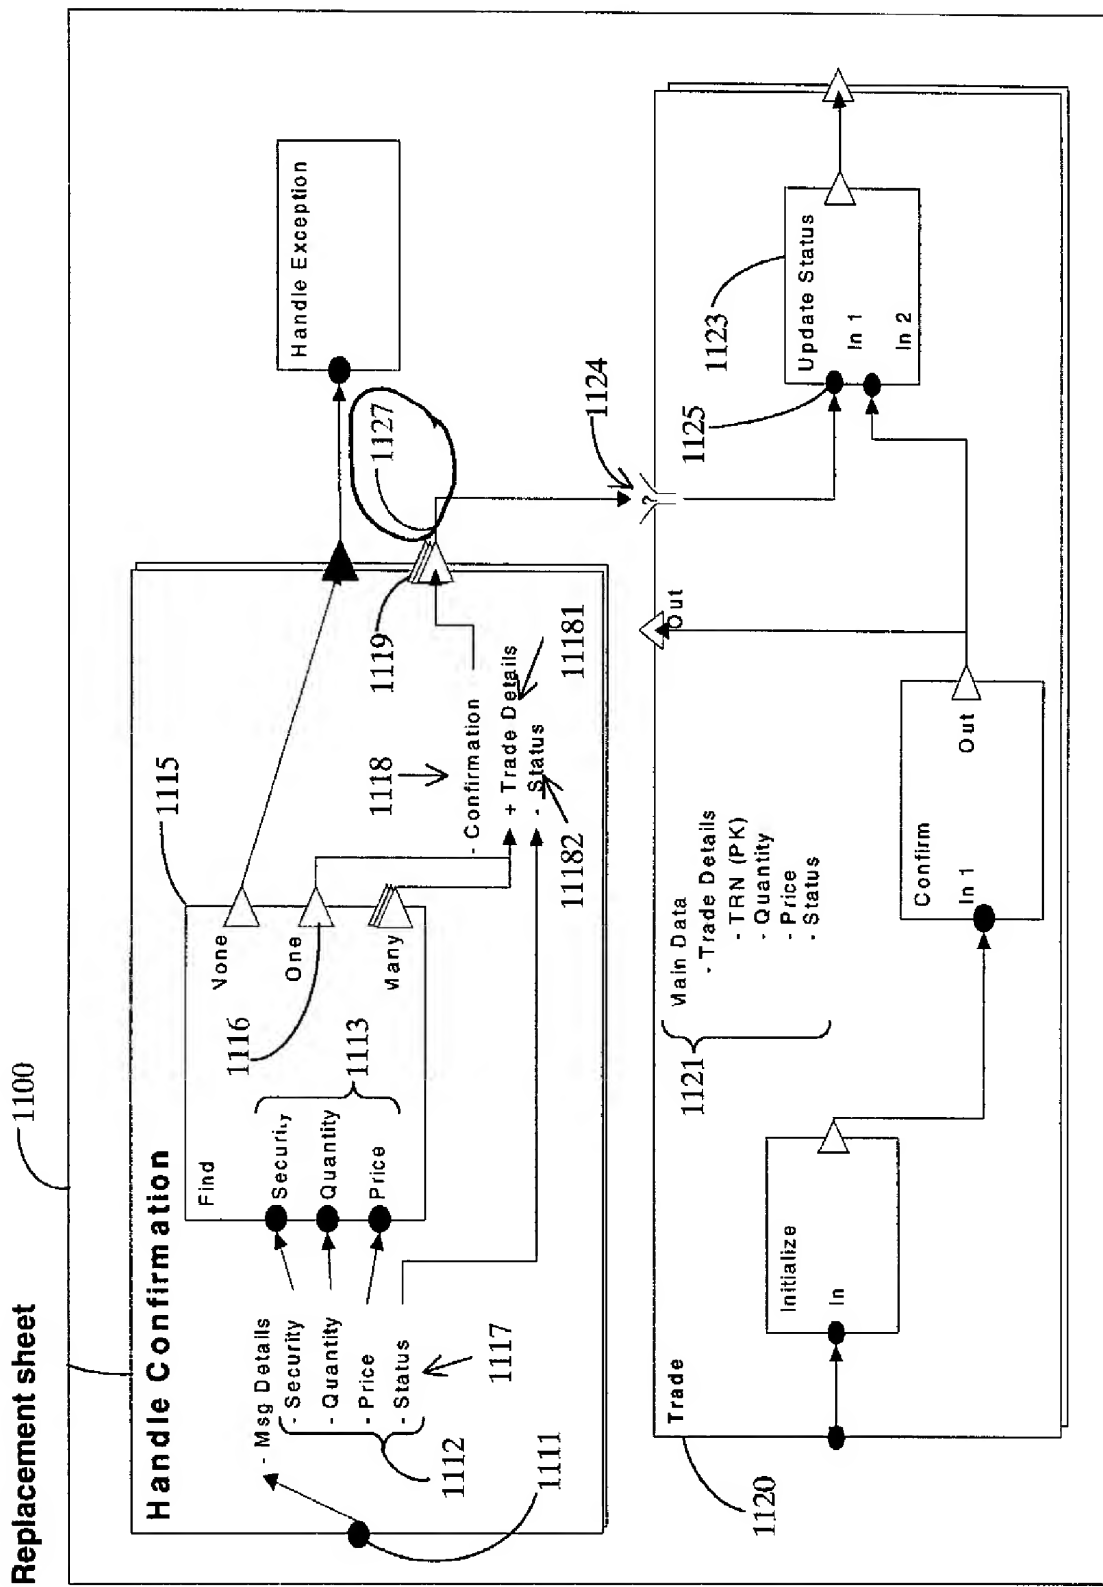 Replacement sheet
1100
Handle Confirmation
1111
- Msg Details
- Security
- Quantity
- Price
- Status
1112
1117
Find
Security
Quantity
Price
1113
1116
None
One
Many
1115
1118
- Confirmation
+ Trade Details
- Status
11182
11181
1119
1127
Handle Exception
1124
Trade
1120
Initialize
In
1121
Main Data
- Trade Details
- TRN (PK)
- Quantity
- Price
- Status
Confirm
In 1
Out
Out
1125
1123
Update Status
In 1
In 2